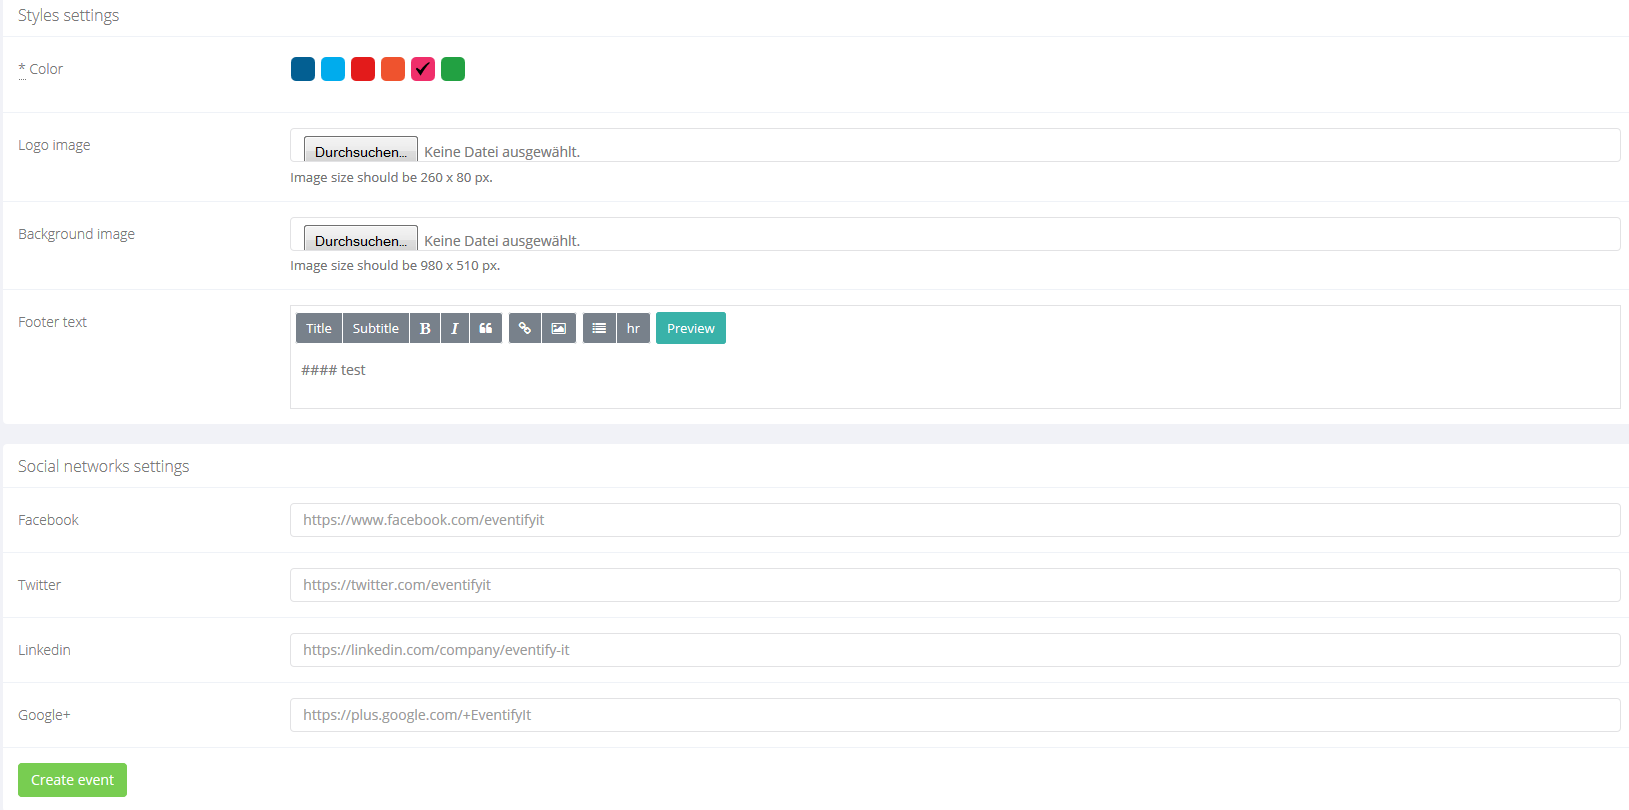 Styles settings
* Color
Logo image
Durchsuchen... Keine Datei ausgewählt.
Image size should be 260 x 80 px.
Background image
Durchsuchen... Keine Datei ausgewählt.
Image size should be 980 x 510 px.
Footer text
Title Subtitle B I “ hr Preview
#### test
Social networks settings
Facebook https://www.facebook.com/eventifyit
Twitter https://twitter.com/eventifyit
Linkedin https://linkedin.com/company/eventify-it
Google+ https://plus.google.com/+EventifyIt
Create event